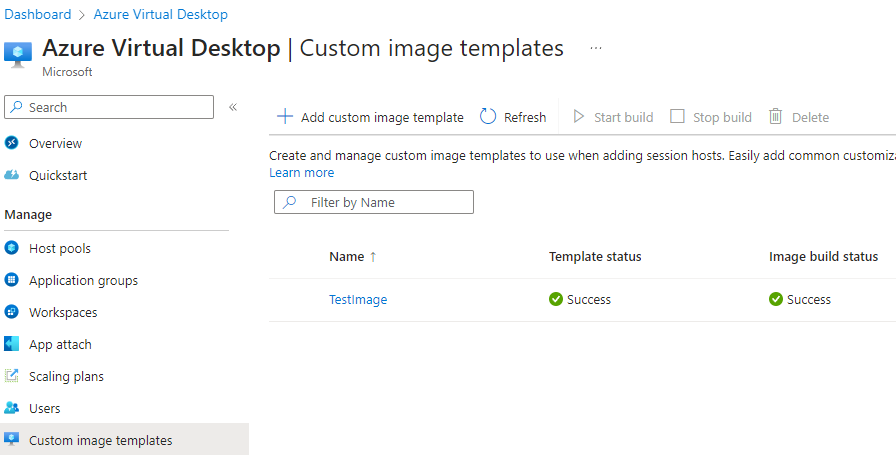 Dashboard > Azure Virtual Desktop
Azure Virtual Desktop | Custom image templates ...
Microsoft
Search
«
Overview
Quickstart
Manage
Host pools
Application groups
Workspaces
App attach
Scaling plans
Users
Custom image templates
+ Add custom image template Refresh Start build Stop build Delete
Create and manage custom image templates to use when adding session hosts. Easily add common customiza
Learn more
Filter by Name
Name ↑ Template status Image build status
TestImage Success Success